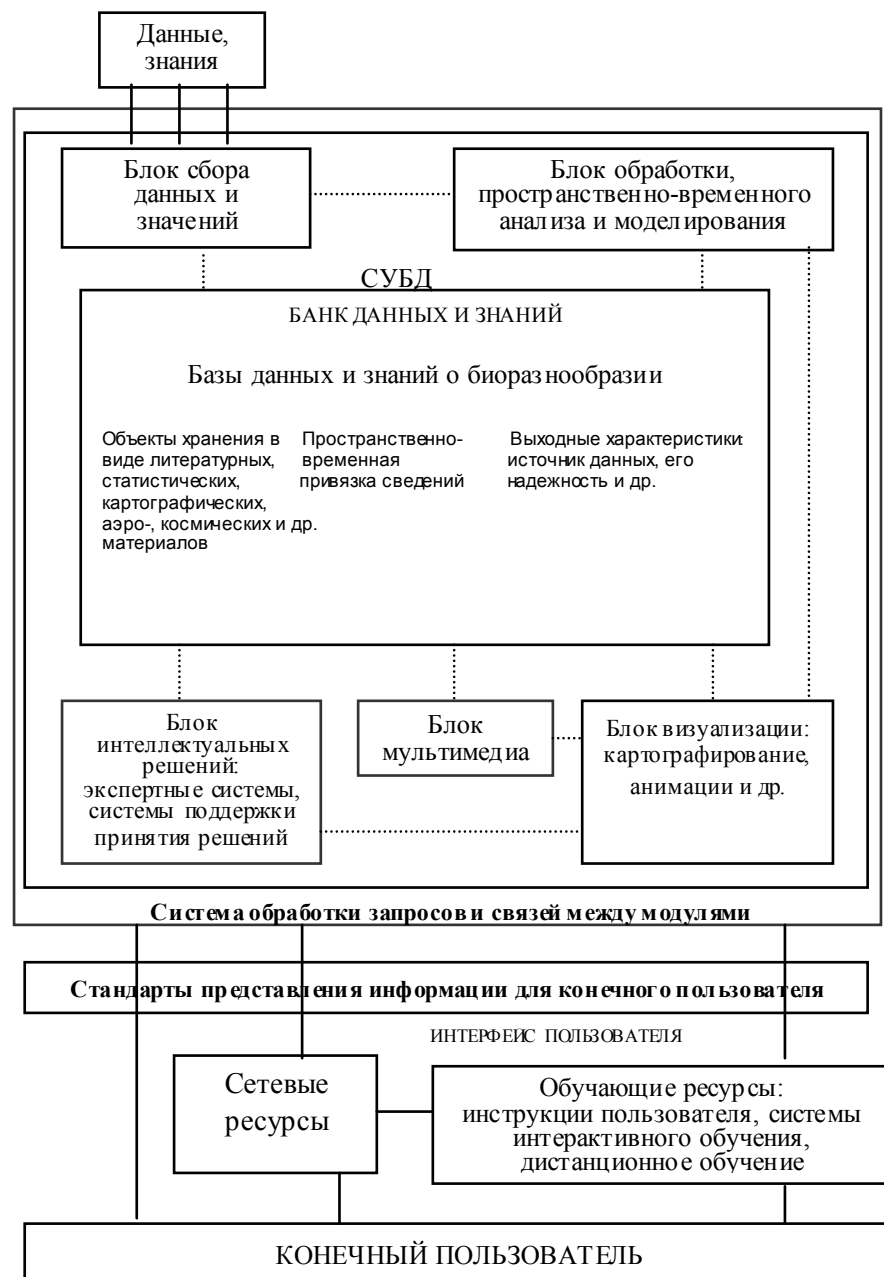 Данные,
знания
Блок сбора
данных и
значений
Блок обработки,
пространственно-временного
анализа и моделирования
СУБД
БАНК ДАННЫХ И ЗНАНИЙ
Базы данных и знаний о биоразнообразии
Объекты хранения в
виде литературных,
статистических,
картографических,
аэро-, космических и др.
материалов
Пространственно-
временная
привязка сведений
Выходные характеристики:
источник данных, его
надежность и др.
Блок
интеллектуальных
решений:
экспертные системы,
системы поддержки
принятия решений
Блок
мультимедиа
Блок визуализации:
картографирование,
анимации и др.
Система обработки запросов и связей между модулями
Стандарты представления информации для конечного пользователя
ИНТЕРФЕЙС ПОЛЬЗОВАТЕЛЯ
Сетевые
ресурсы
Обучающие ресурсы:
инструкции пользователя, системы
интерактивного обучения,
дистанционное обучение
КОНЕЧНЫЙ ПОЛЬЗОВАТЕЛЬ